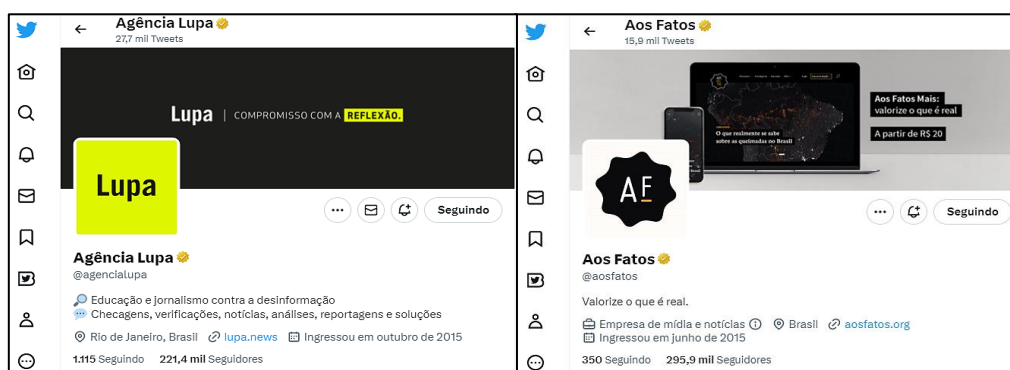 Agência Lupa
27,7 mil Tweets
Lupa | COMPROMISSO COM A REFLEXÃO.
Lupa
Seguindo
Agência Lupa
@agencialupa
Educação e jornalismo contra a desinformação
Checagens, verificações, notícias, análises, reportagens e soluções
Rio de Janeiro, Brasil lupa.news Ingressou em outubro de 2015
1.115 Seguindo 221,4 mil Seguidores
Aos Fatos
15,9 mil Tweets
O que realmente se sabe
sobre as queimadas no Brasil
Aos Fatos Mais:
valorize o que é real
A partir de R$ 20
AF
Seguindo
Aos Fatos
@aosfatos
Valorize o que é real.
Empresa de mídia e notícias Brasil aosfatos.org
Ingressou em junho de 2015
350 Seguindo 295,9 mil Seguidores